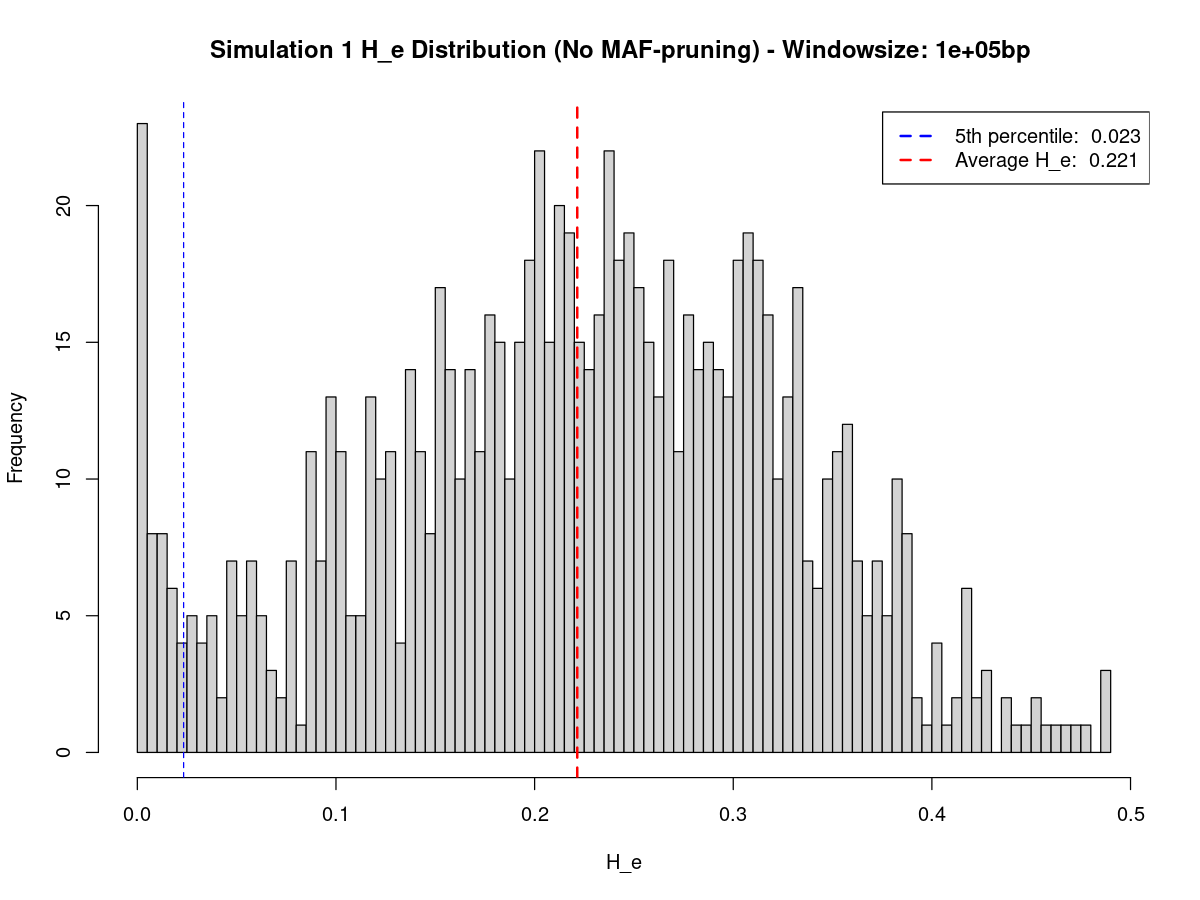 Simulation 1 H_e Distribution (No MAF-pruning) - Windowsize: 1e+05bp
5th percentile: 0.023
Average H_e: 0.221
Frequency
20
15
10
5
0
0.0 0.1 0.2 0.3 0.4 0.5
H_e